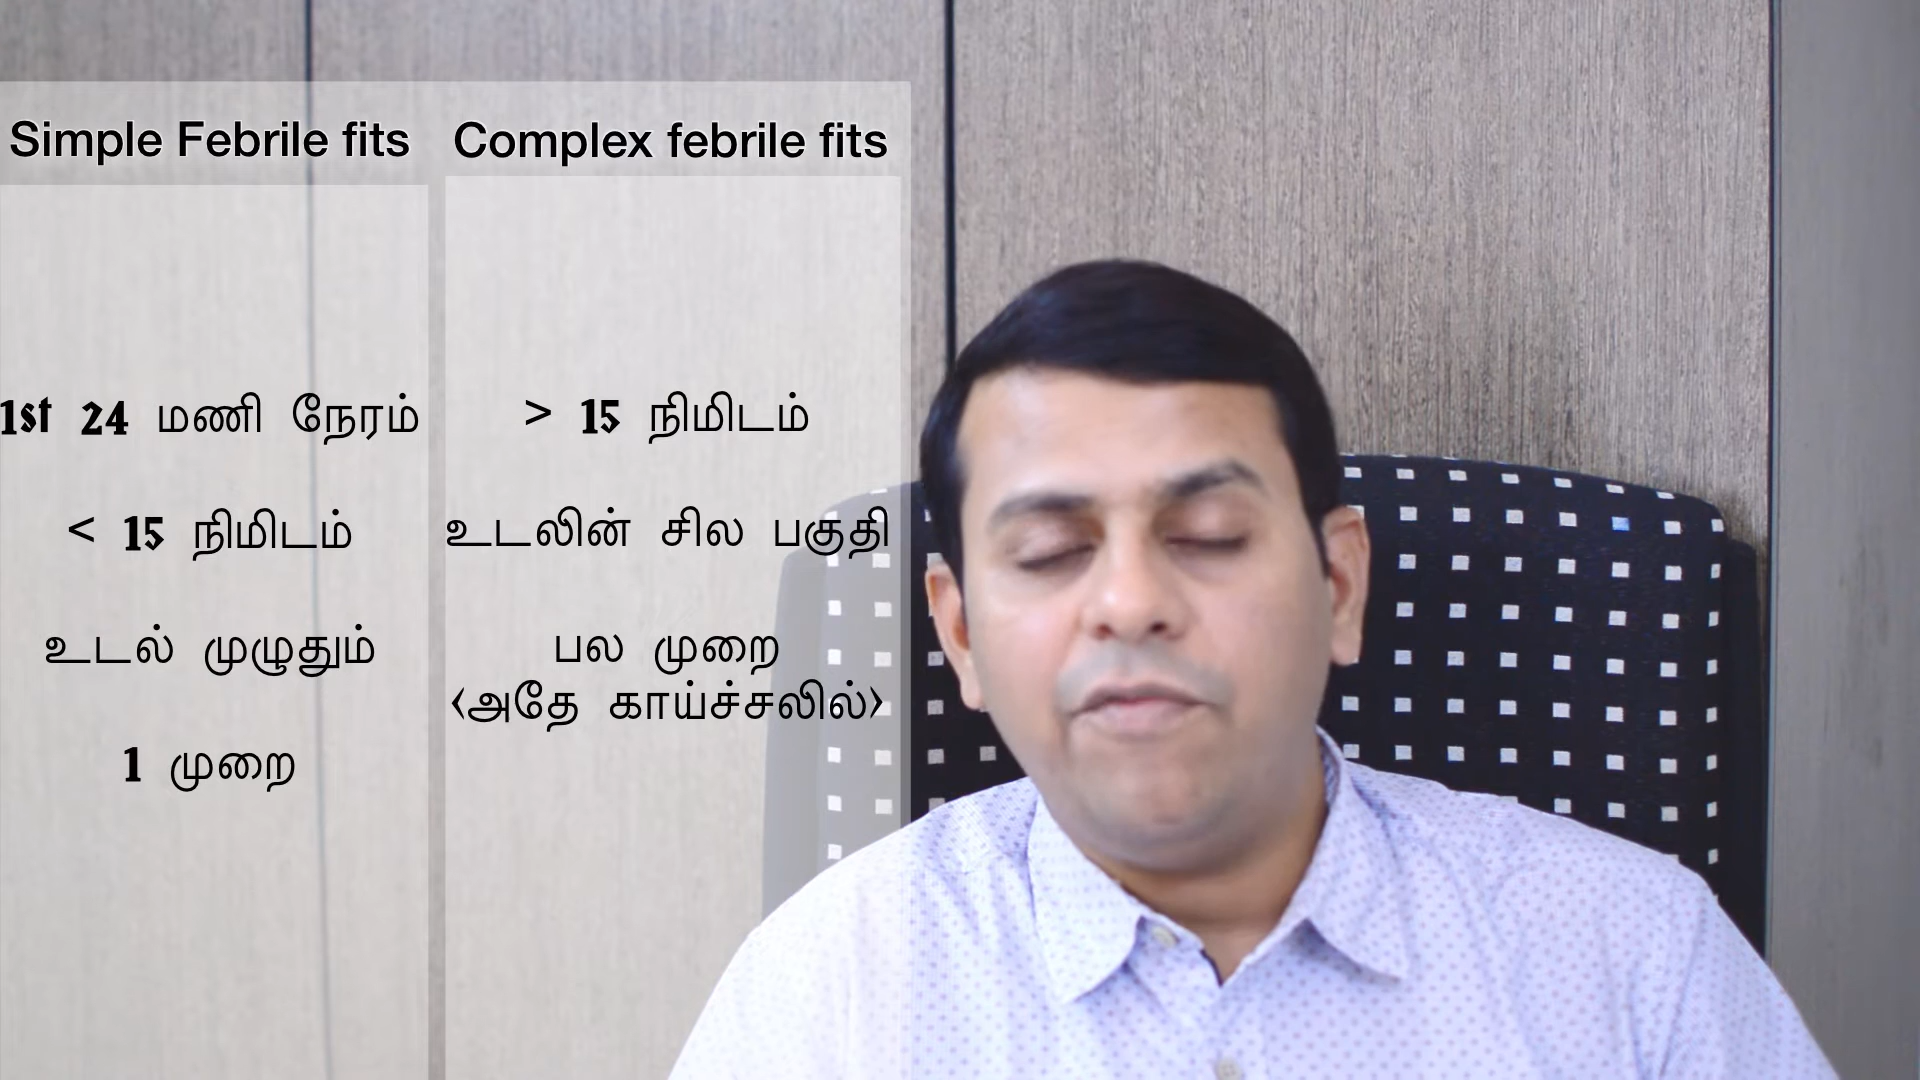 Simple Febrile fits
1st 24 மணி நேரம்
< 15 நிமிடம்
உடல் முழுதும்
1 முறை
Complex febrile fits
> 15 நிமிடம்
உடலின் சில பகுதி
பல முறை
<அதே காய்ச்சலில்>